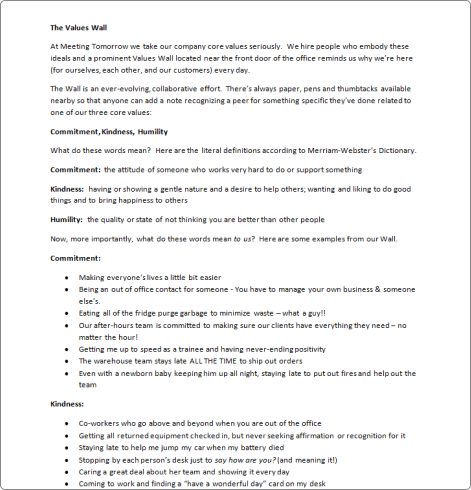 The Values Wall
At Meeting Tomorrow we take our company core values seriously. We hire people who embody these
ideals and a prominent Values Wall located near the front door of the office reminds us why we're here
(for ourselves, each other, and our customers) every day.
The Wall is an ever-evolving, collaborative effort. There's always paper, pens and thumbtacks available
nearby so that anyone can add a note recognizing a peer for something specific they've done related to
one of our three core values:
Commitment, Kindness, Humility
What do these words mean? Here are the literal definitions according to Merriam-Webster's Dictionary.
Commitment: the attitude of someone who works very hard to do or support something
Kindness: having or showing a gentle nature and a desire to help others; wanting and liking to do good
things and to bring happiness to others
Humility: the quality or state of not thinking you are better than other people
Now, more importantly, what do these words mean to us? Here are some examples from our Wall.
Commitment:
• Making everyone's lives a little bit easier
• Being an out of office contact for someone - You have to manage your own business & someone
else's.
• Eating all of the fridge purge garbage to minimize waste – what a guy!!
• Our after-hours team is committed to making sure our clients have everything they need – no
matter the hour!
• Getting me up to speed as a trainee and having never-ending positivity
• The warehouse team stays late ALL THE TIME to ship out orders
• Even with a newborn baby keeping him up all night, staying late to put out fires and help out the
team
Kindness:
• Co-workers who go above and beyond when you are out of the office
• Getting all returned equipment checked in, but never seeking affirmation or recognition for it
• Staying late to help me jump my car when my battery died
• Stopping by each person's desk just to say how are you? (and meaning it!)
• Caring a great deal about her team and showing it every day
• Coming to work and finding a "have a wonderful day" card on my desk